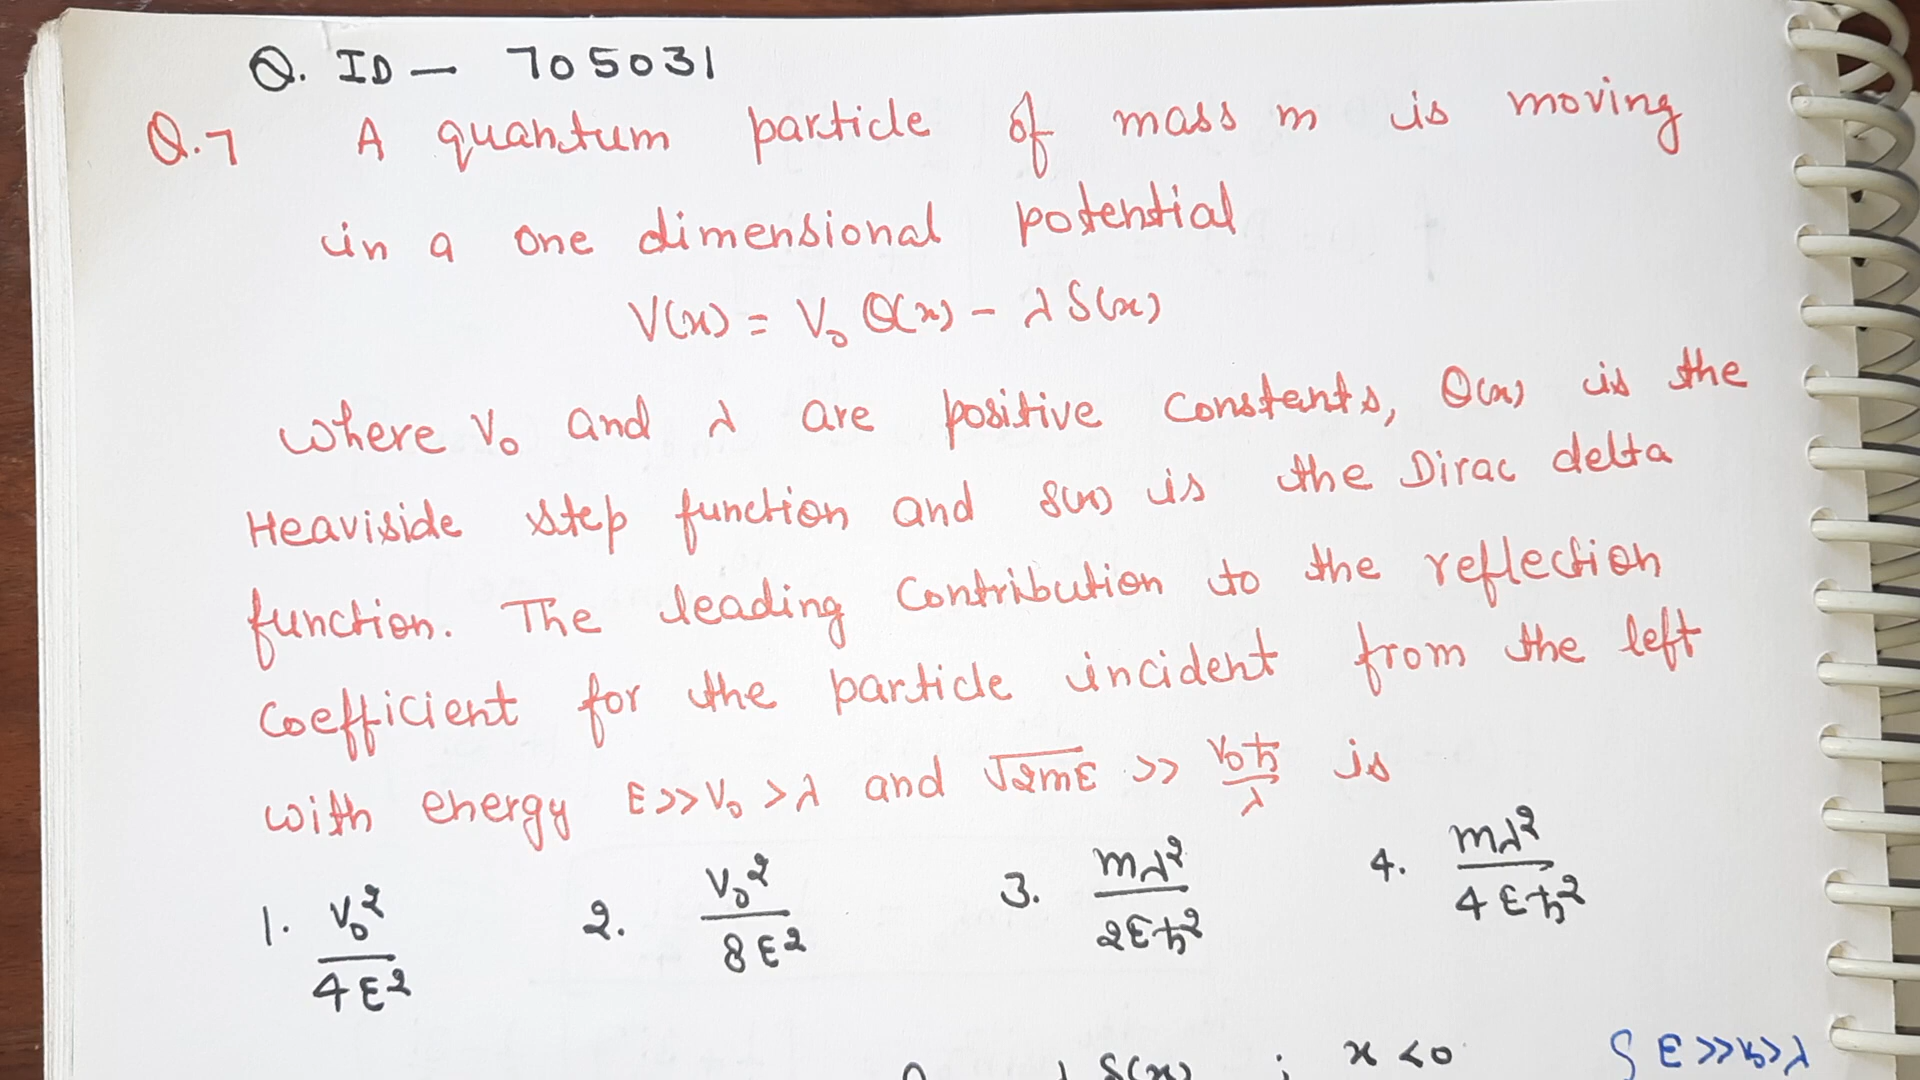 Q. ID — 705031
Q.7 A quantum particle of mass m is moving
in a one dimensional potential
V(x) = V₀ Θ(x) - λ δ(x)
where V₀ and λ are positive constants, Θ(x) is the
Heaviside step function and δ(x) is the Dirac delta
function. The leading contribution to the reflection
coefficient for the particle incident from the left
with energy E>>V₀ >λ and √2mE >> V₀ħ/λ is
1. V₀²/4E² 2. V₀²/8E² 3. mλ²/2Eħ² 4. mλ²/4Eħ²
δ(x) ; x<0 E>>V₀>λ